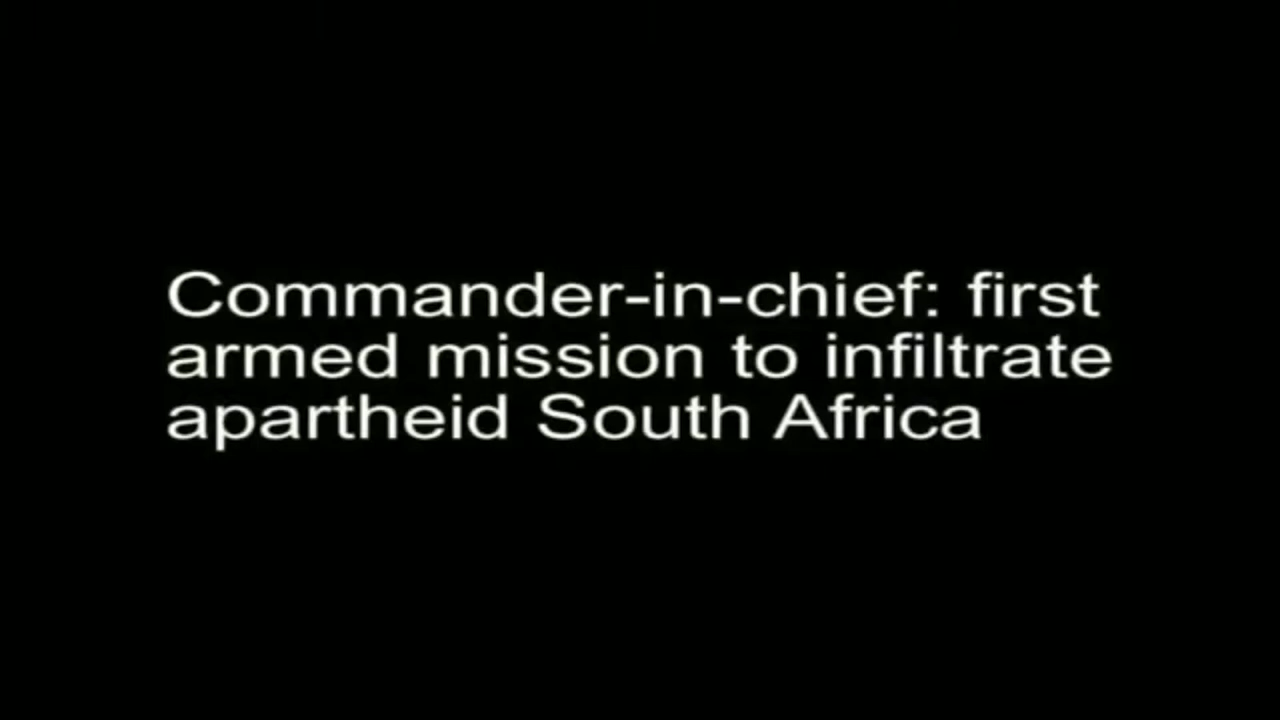 Commander-in-chief: first
armed mission to infiltrate
apartheid South Africa